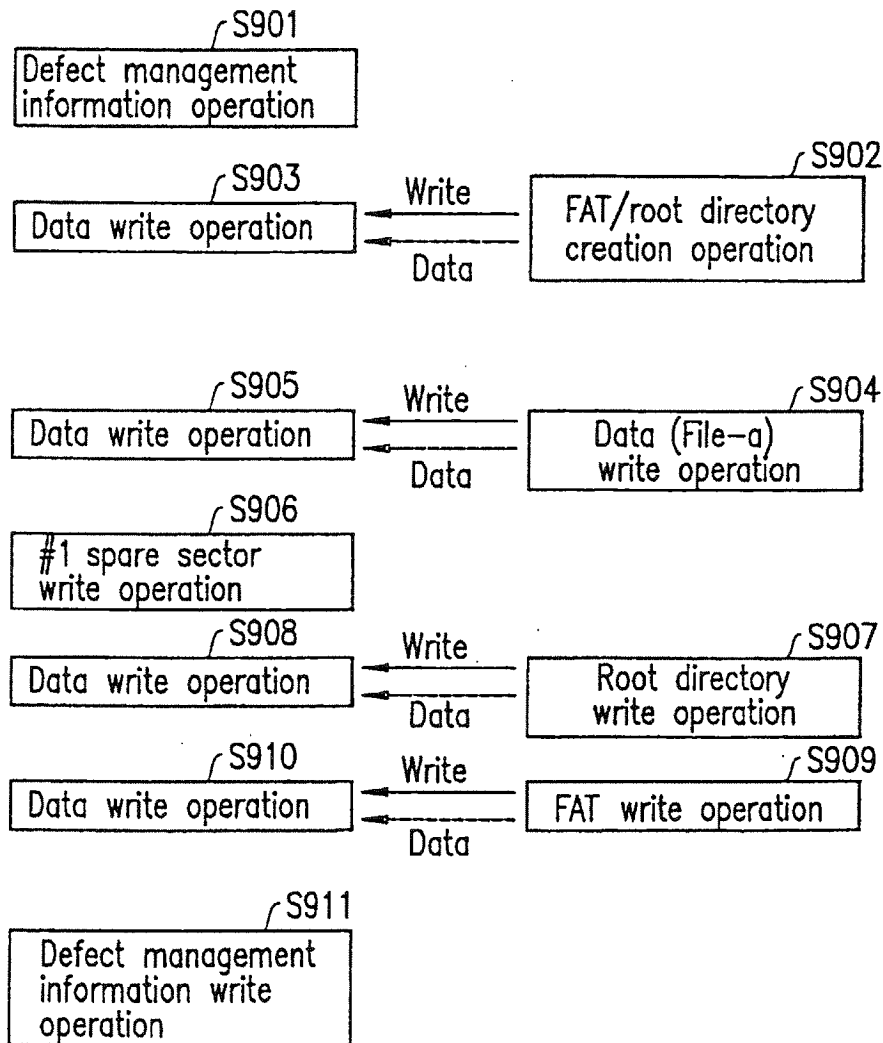 S901
Defect management
information operation
S902
S903
Data write operation
Write
Data
FAT/root directory
creation operation
S905
Data write operation
Write
Data
S904
Data (File-a)
write operation
S906
#1 spare sector
write operation
S908
Data write operation
Write
Data
S907
Root directory
write operation
S910
Data write operation
Write
Data
S909
FAT write operation
S911
Defect management
information write
operation